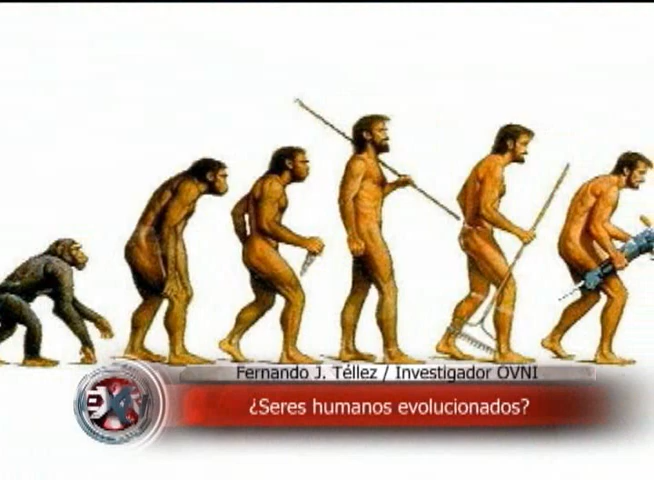 Fernando J. Téllez / Investigador OVNI
¿Seres humanos evolucionados?